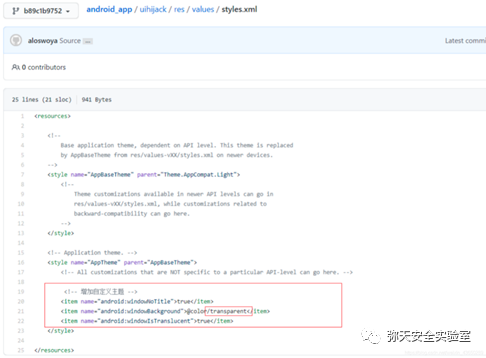 b89c1b9752
android_app / uihijack / res / values / styles.xml
aloswoya Source ...
Latest commi
0 contributors
25 lines (21 sloc) 941 Bytes
1 <resources>
2
3 <!--
4 Base application theme, dependent on API level. This theme is replaced
5 by AppBaseTheme from res/values-vXX/styles.xml on newer devices.
6 -->
7 <style name="AppBaseTheme" parent="Theme.AppCompat.Light">
8 <!--
9 Theme customizations available in newer API levels can go in
10 res/values-vXX/styles.xml, while customizations related to
11 backward-compatibility can go here.
12 -->
13 </style>
14
15 <!-- Application theme. -->
16 <style name="AppTheme" parent="AppBaseTheme">
17 <!-- All customizations that are NOT specific to a particular API-level can go here. -->
18
19 <!-- 增加自定义主题 -->
20 <item name="android:windowNoTitle">true</item>
21 <item name="android:windowBackground">@color/transparent</item>
22 <item name="android:windowIsTranslucent">true</item>
23 </style>
24
25 </resources>
弥天安全实验室